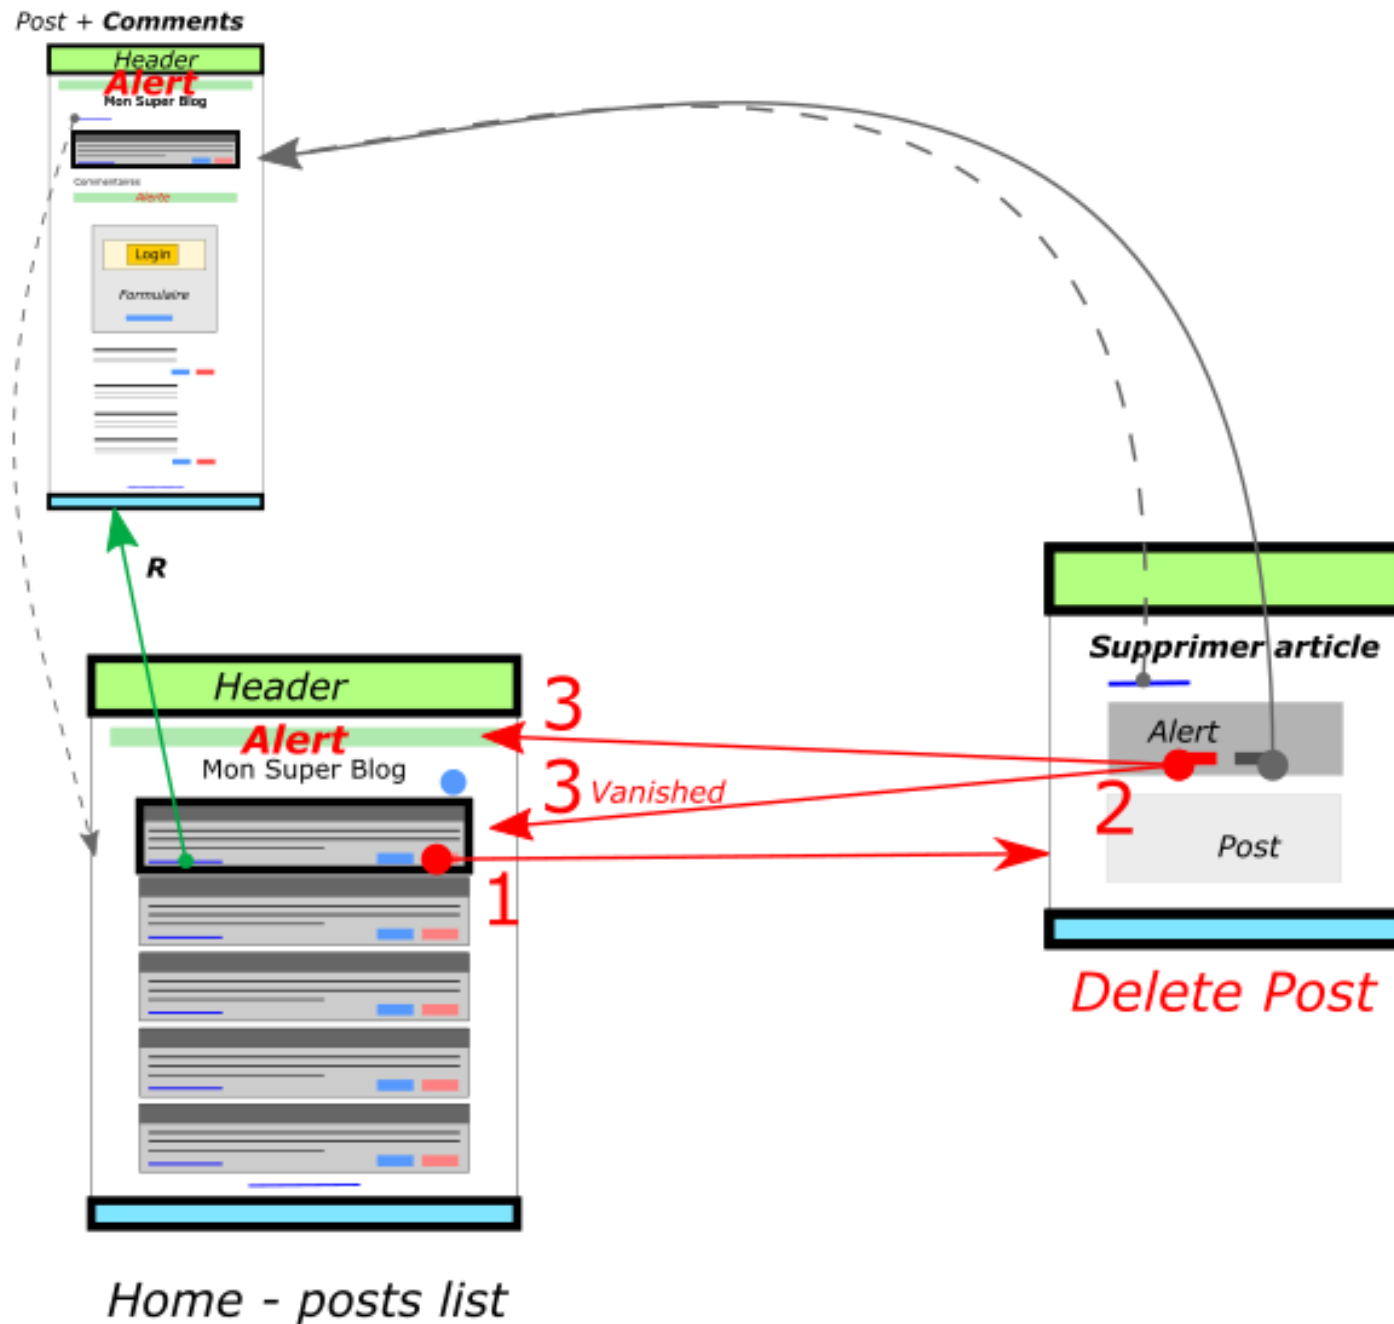 Post + Comments
Header
Alert
Mon Super Blog
Commentaires
Alerte
Login
Formulaire
R
Header
Alert
Mon Super Blog
3
3 Vanished
1
Supprimer article
Alert
2
Post
Delete Post
Home - posts list